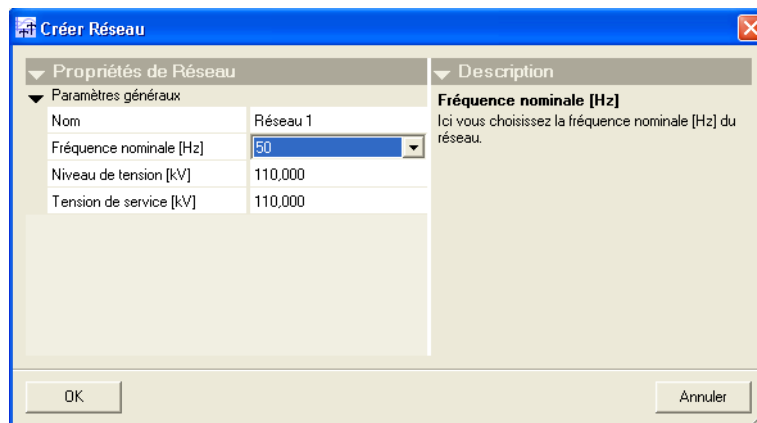 Créer Réseau
Propriétés de Réseau
Paramètres généraux
Nom Réseau 1
Fréquence nominale [Hz] 50
Niveau de tension [kV] 110,000
Tension de service [kV] 110,000
Description
Fréquence nominale [Hz]
Ici vous choisissez la fréquence nominale [Hz] du
réseau.
OK
Annuler